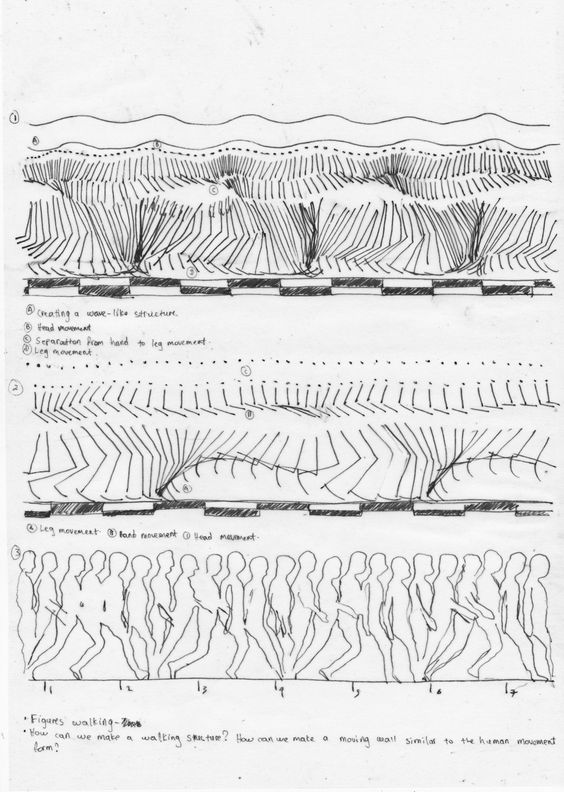 1
A
B
C
D
A Creating a wave-like structure.
B Head movement
C Separation from hand to leg movement.
D Leg movement.
C
2
B
A
A Leg movement. B Hand movement C Head movement.
3
1 2 3 4 5 6 7
• Figures walking-
• How can we make a walking structure? How can we make a moving wall similar to the human movement
form?